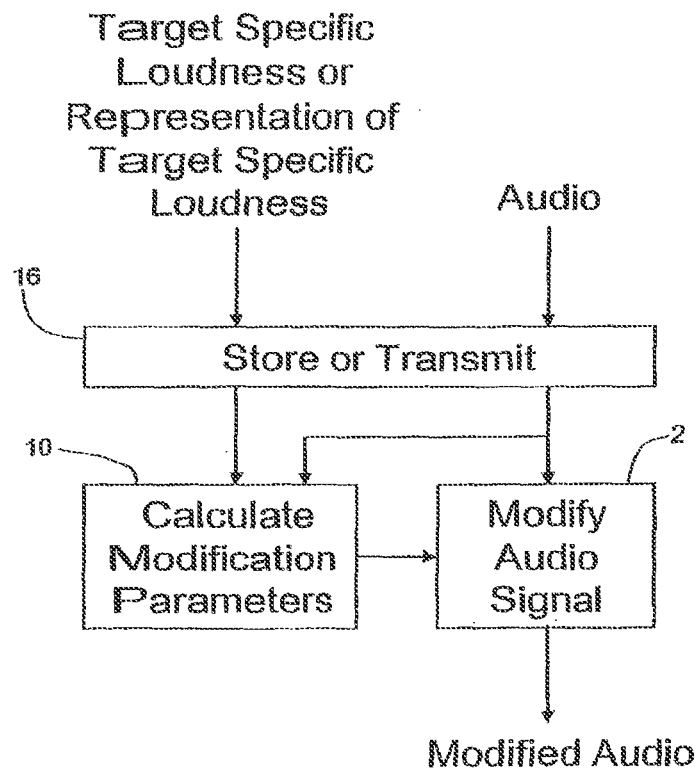 Target Specific
Loudness or
Representation of
Target Specific
Loudness
Audio
16
Store or Transmit
10
2
Calculate
Modification
Parameters
Modify
Audio
Signal
Modified Audio